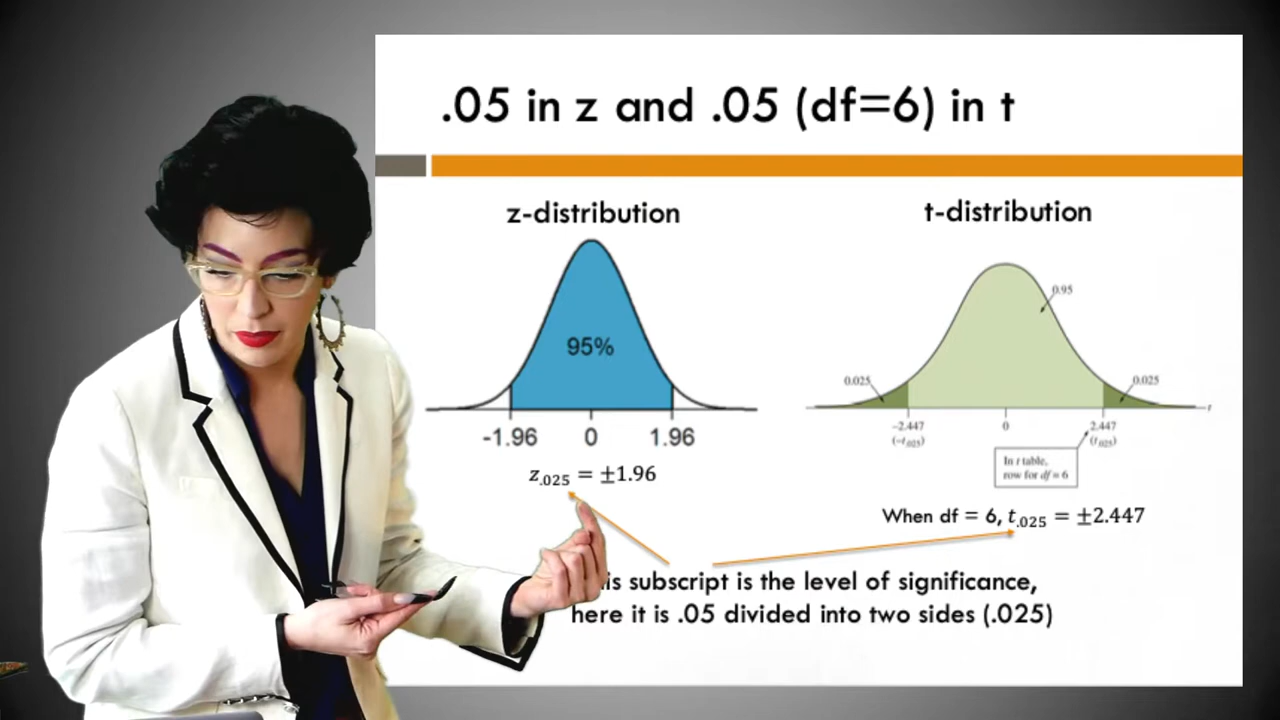 .05 in z and .05 (df=6) in t
z-distribution
t-distribution
95%
-1.96 0 1.96
z.025 = ±1.96
0.95
0.025
0.025
−2.447 0 2.447
(−t.025) (t.025)
t
In t table,
row for df = 6
When df = 6, t.025 = ±2.447
is subscript is the level of significance,
here it is .05 divided into two sides (.025)